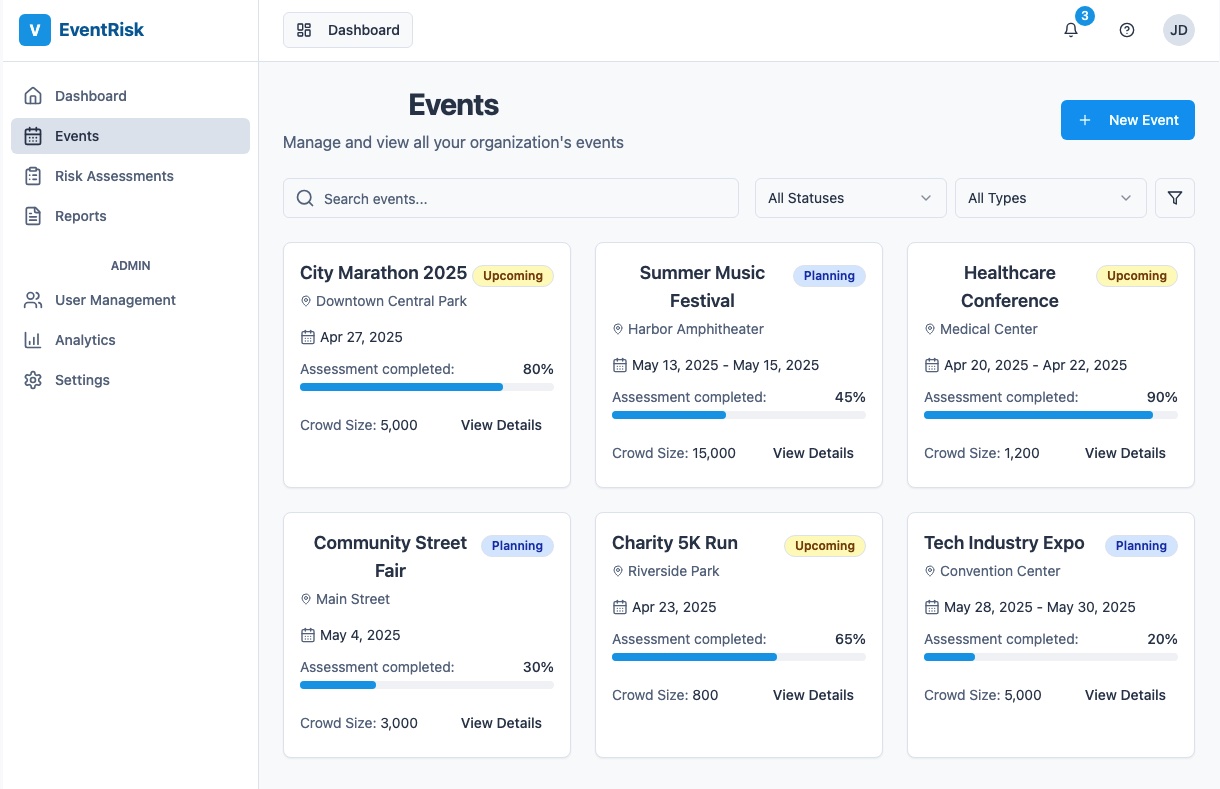 V EventRisk
Dashboard
3
JD
Dashboard
Events
Risk Assessments
Reports
ADMIN
User Management
Analytics
Settings
Events
Manage and view all your organization's events
New Event
Search events...
All Statuses
All Types
City Marathon 2025
Upcoming
Downtown Central Park
Apr 27, 2025
Assessment completed: 80%
Crowd Size: 5,000 View Details
Summer Music
Festival
Planning
Harbor Amphitheater
May 13, 2025 - May 15, 2025
Assessment completed: 45%
Crowd Size: 15,000 View Details
Healthcare
Conference
Upcoming
Medical Center
Apr 20, 2025 - Apr 22, 2025
Assessment completed: 90%
Crowd Size: 1,200 View Details
Community Street
Fair
Planning
Main Street
May 4, 2025
Assessment completed: 30%
Crowd Size: 3,000 View Details
Charity 5K Run
Upcoming
Riverside Park
Apr 23, 2025
Assessment completed: 65%
Crowd Size: 800 View Details
Tech Industry Expo
Planning
Convention Center
May 28, 2025 - May 30, 2025
Assessment completed: 20%
Crowd Size: 5,000 View Details